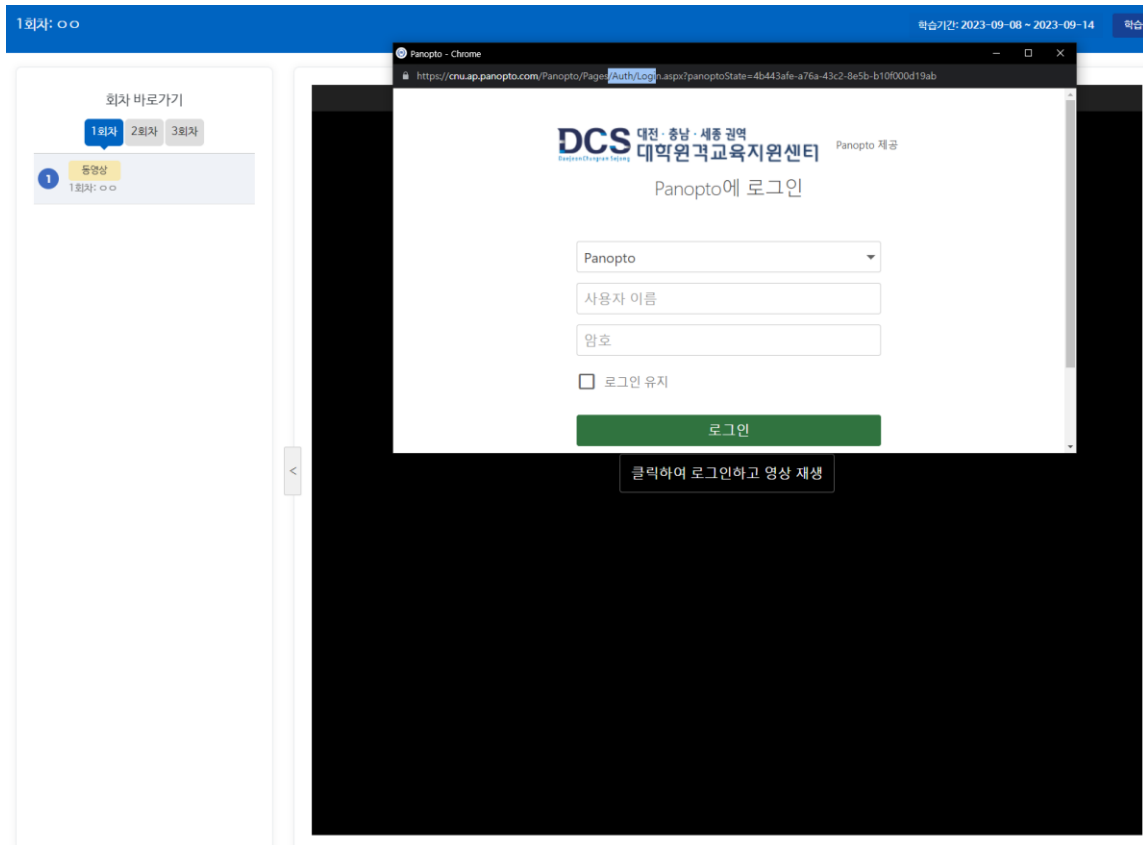 1회차: ㅇㅇ
학습기간: 2023-09-08 ~ 2023-09-14
학습
회차 바로가기
1회차 2회차 3회차
1
동영상
1회차: ㅇㅇ
<
Panopto - Chrome
https://cnu.ap.panopto.com/Panopto/Pages/Auth/Login.aspx?panoptoState=4b443afe-a76a-43c2-8e5b-b10f000d19ab
DCS 대전·충남·세종 권역
대학원격교육지원센터
Panopto 제공
Panopto에 로그인
Panopto
사용자 이름
암호
로그인 유지
로그인
클릭하여 로그인하고 영상 재생